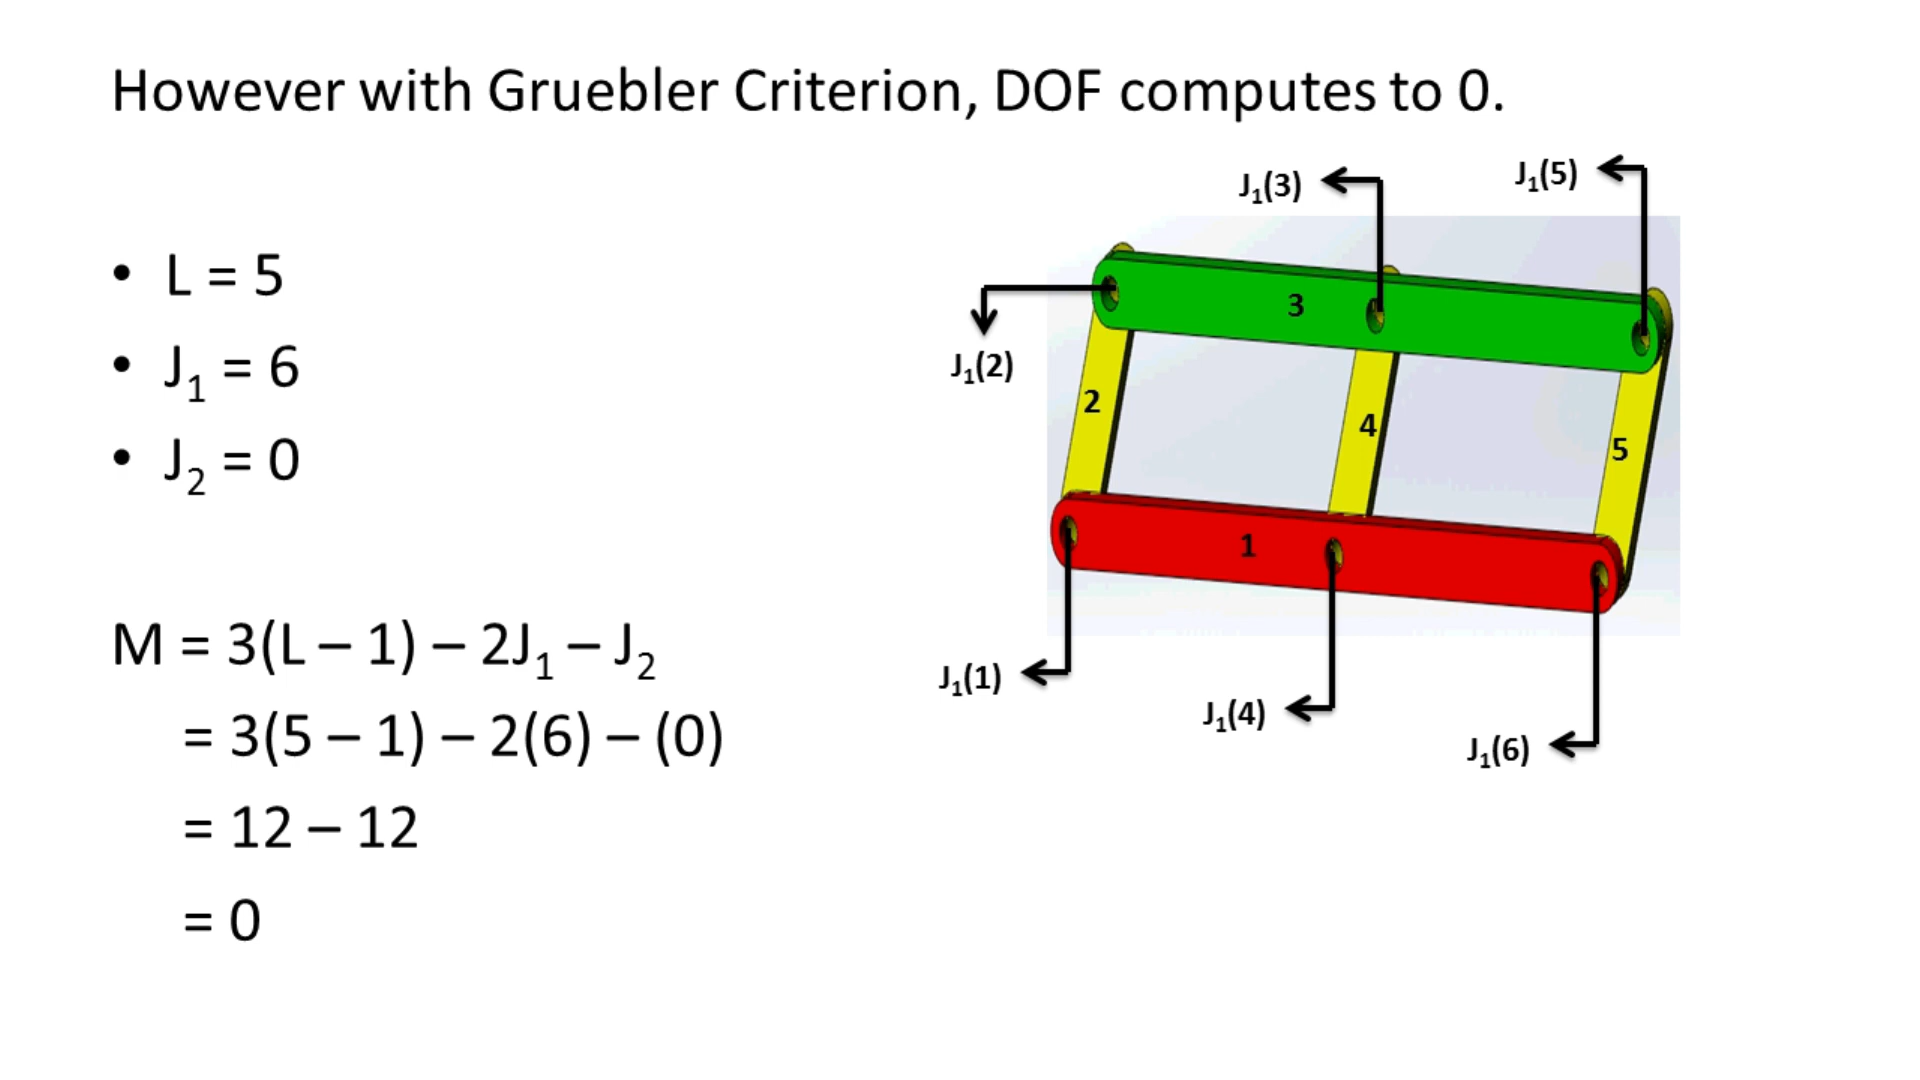 However with Gruebler Criterion, DOF computes to 0.
• L = 5
• J₁ = 6
• J₂ = 0
M = 3(L – 1) – 2J₁ – J₂
= 3(5 – 1) – 2(6) – (0)
= 12 – 12
= 0
J₁(3)
J₁(5)
3
J₁(2)
2
4
5
1
J₁(1)
J₁(4)
J₁(6)